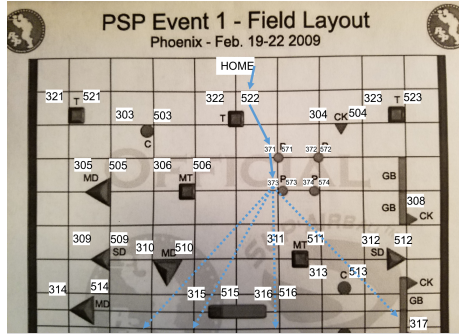 PSP Event 1 - Field Layout
Phoenix - Feb. 19-22 2009
HOME
321 T 521
322 T 522
323 T 523
303 C 503
304 CK 504
371 571 372 572
305 MD 505
306 MT 506
373 P 573 374 P 574
GB
GB
308 CK
OFFICIAL
309 SD 509
310 MD 510
311 MT 511
312 SD 512
313 C 513
CK
314 MD 514
315 515 316 516
GB
317